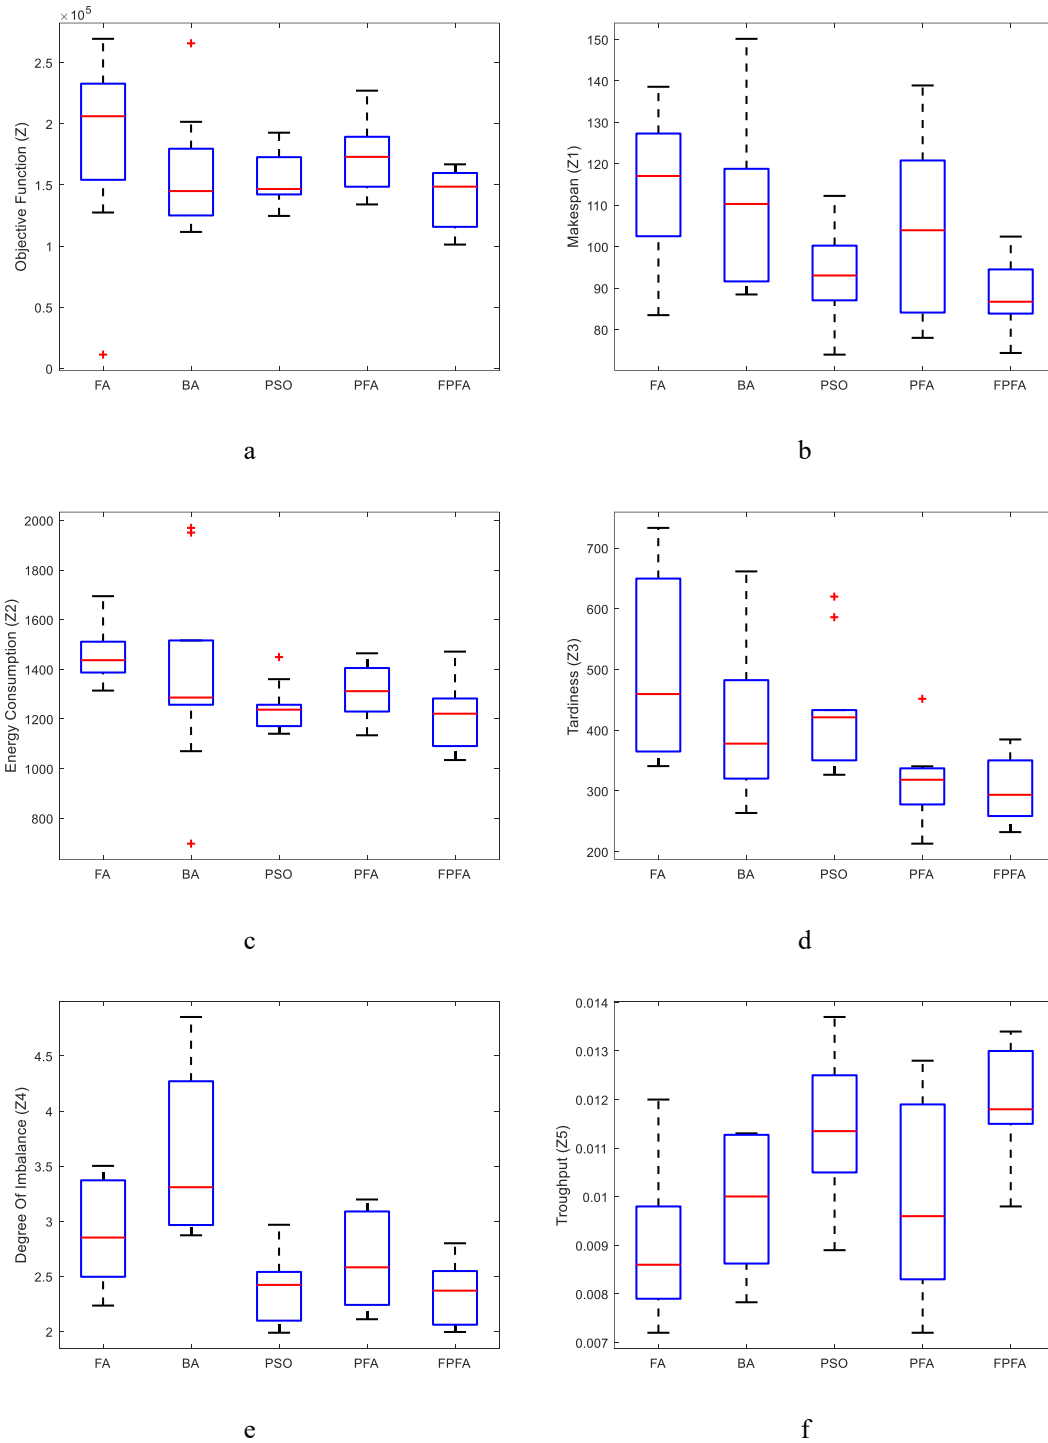 × 10⁵
Objective Function (Z)
2.5
2
1.5
1
0.5
0
FA BA PSO PFA FPFA
a
Makespan (Z1)
150
140
130
120
110
100
90
80
FA BA PSO PFA FPFA
b
Energy Consumption (Z2)
2000
1800
1600
1400
1200
1000
800
FA BA PSO PFA FPFA
c
Tardiness (Z3)
700
600
500
400
300
200
FA BA PSO PFA FPFA
d
Degree Of Imbalance (Z4)
4.5
4
3.5
3
2.5
2
FA BA PSO PFA FPFA
e
Troughput (Z5)
0.014
0.013
0.012
0.011
0.01
0.009
0.008
0.007
FA BA PSO PFA FPFA
f